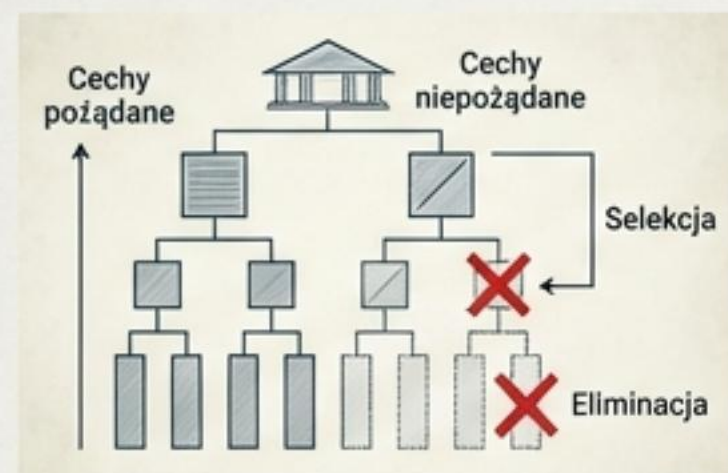 Cechy
pożądane
Cechy
niepożądane
Selekcja
Eliminacja